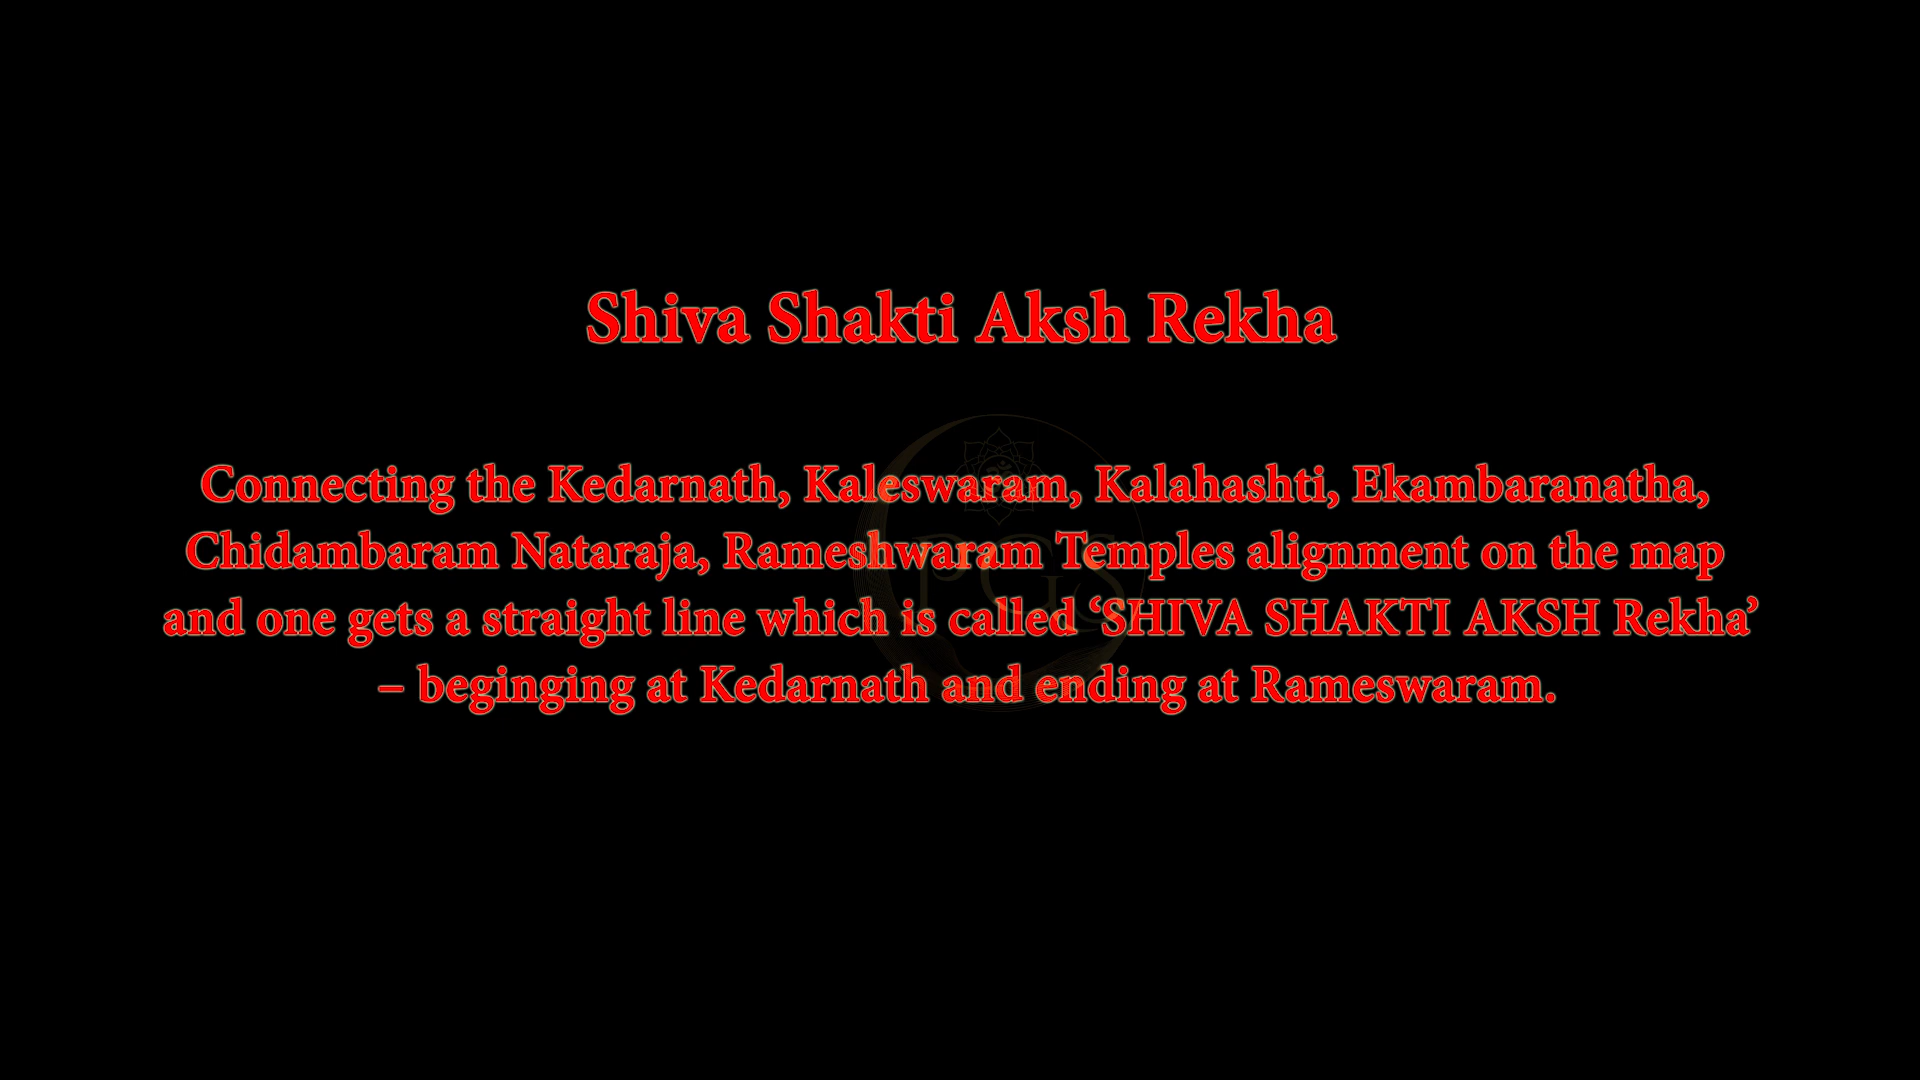 Shiva Shakti Aksh Rekha
Connecting the Kedarnath, Kaleswaram, Kalahashti, Ekambaranatha,
Chidambaram Nataraja, Rameshwaram Temples alignment on the map
and one gets a straight line which is called ‘SHIVA SHAKTI AKSH Rekha’
– beginging at Kedarnath and ending at Rameswaram.
ॐ
PGS